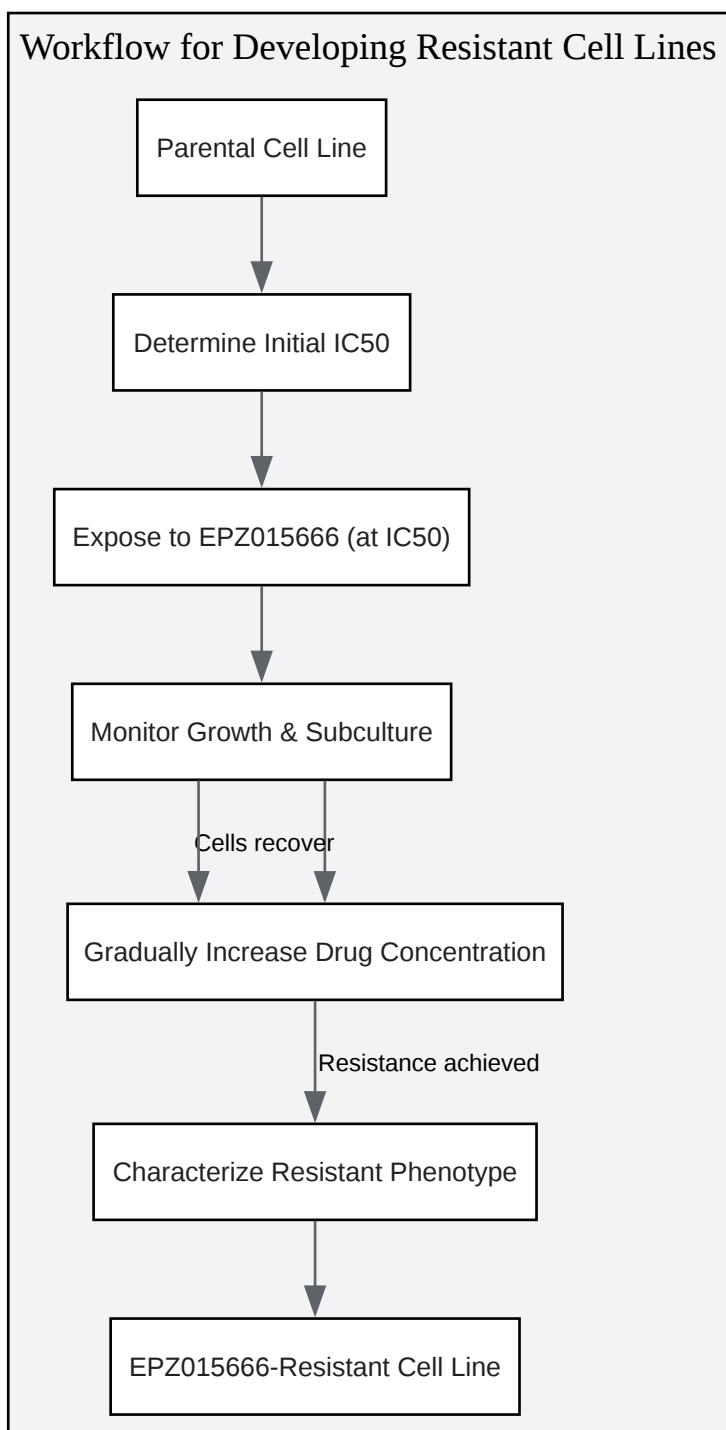 Workflow for Developing Resistant Cell Lines
Parental Cell Line
Determine Initial IC50
Expose to EPZ015666 (at IC50)
Monitor Growth & Subculture
Cells recover
Gradually Increase Drug Concentration
Resistance achieved
Characterize Resistant Phenotype
EPZ015666-Resistant Cell Line